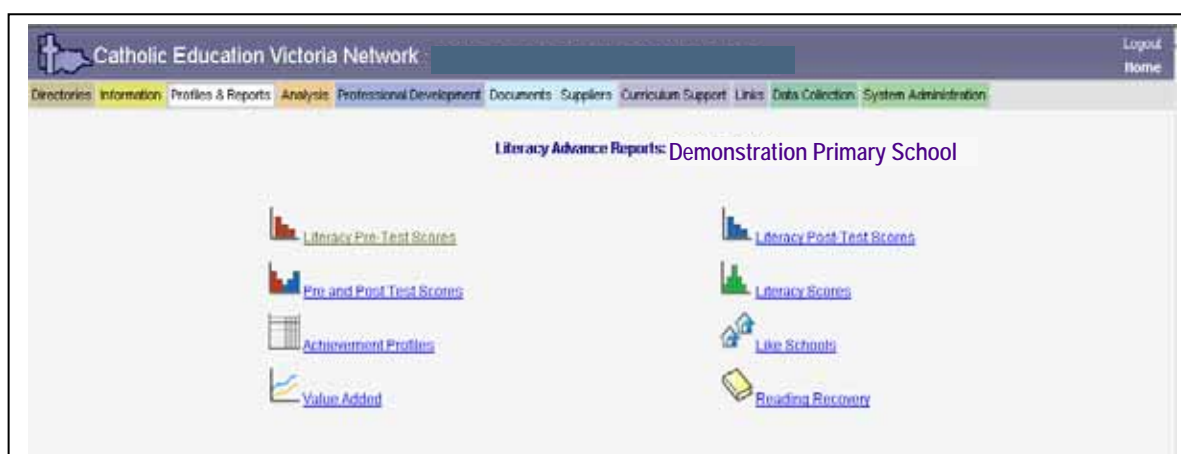 Catholic Education Victoria Network
Logout
Home
Directories Information Profiles & Reports Analysis Professional Development Documents Suppliers Curriculum Support Links Data Collection System Administration
Literacy Advance Reports: Demonstration Primary School
Literacy Pre-Test Scores Literacy Post-Test Scores
Pre and Post Test Scores Literacy Scores
Achievement Profiles Like Schools
Value Added Reading Recovery